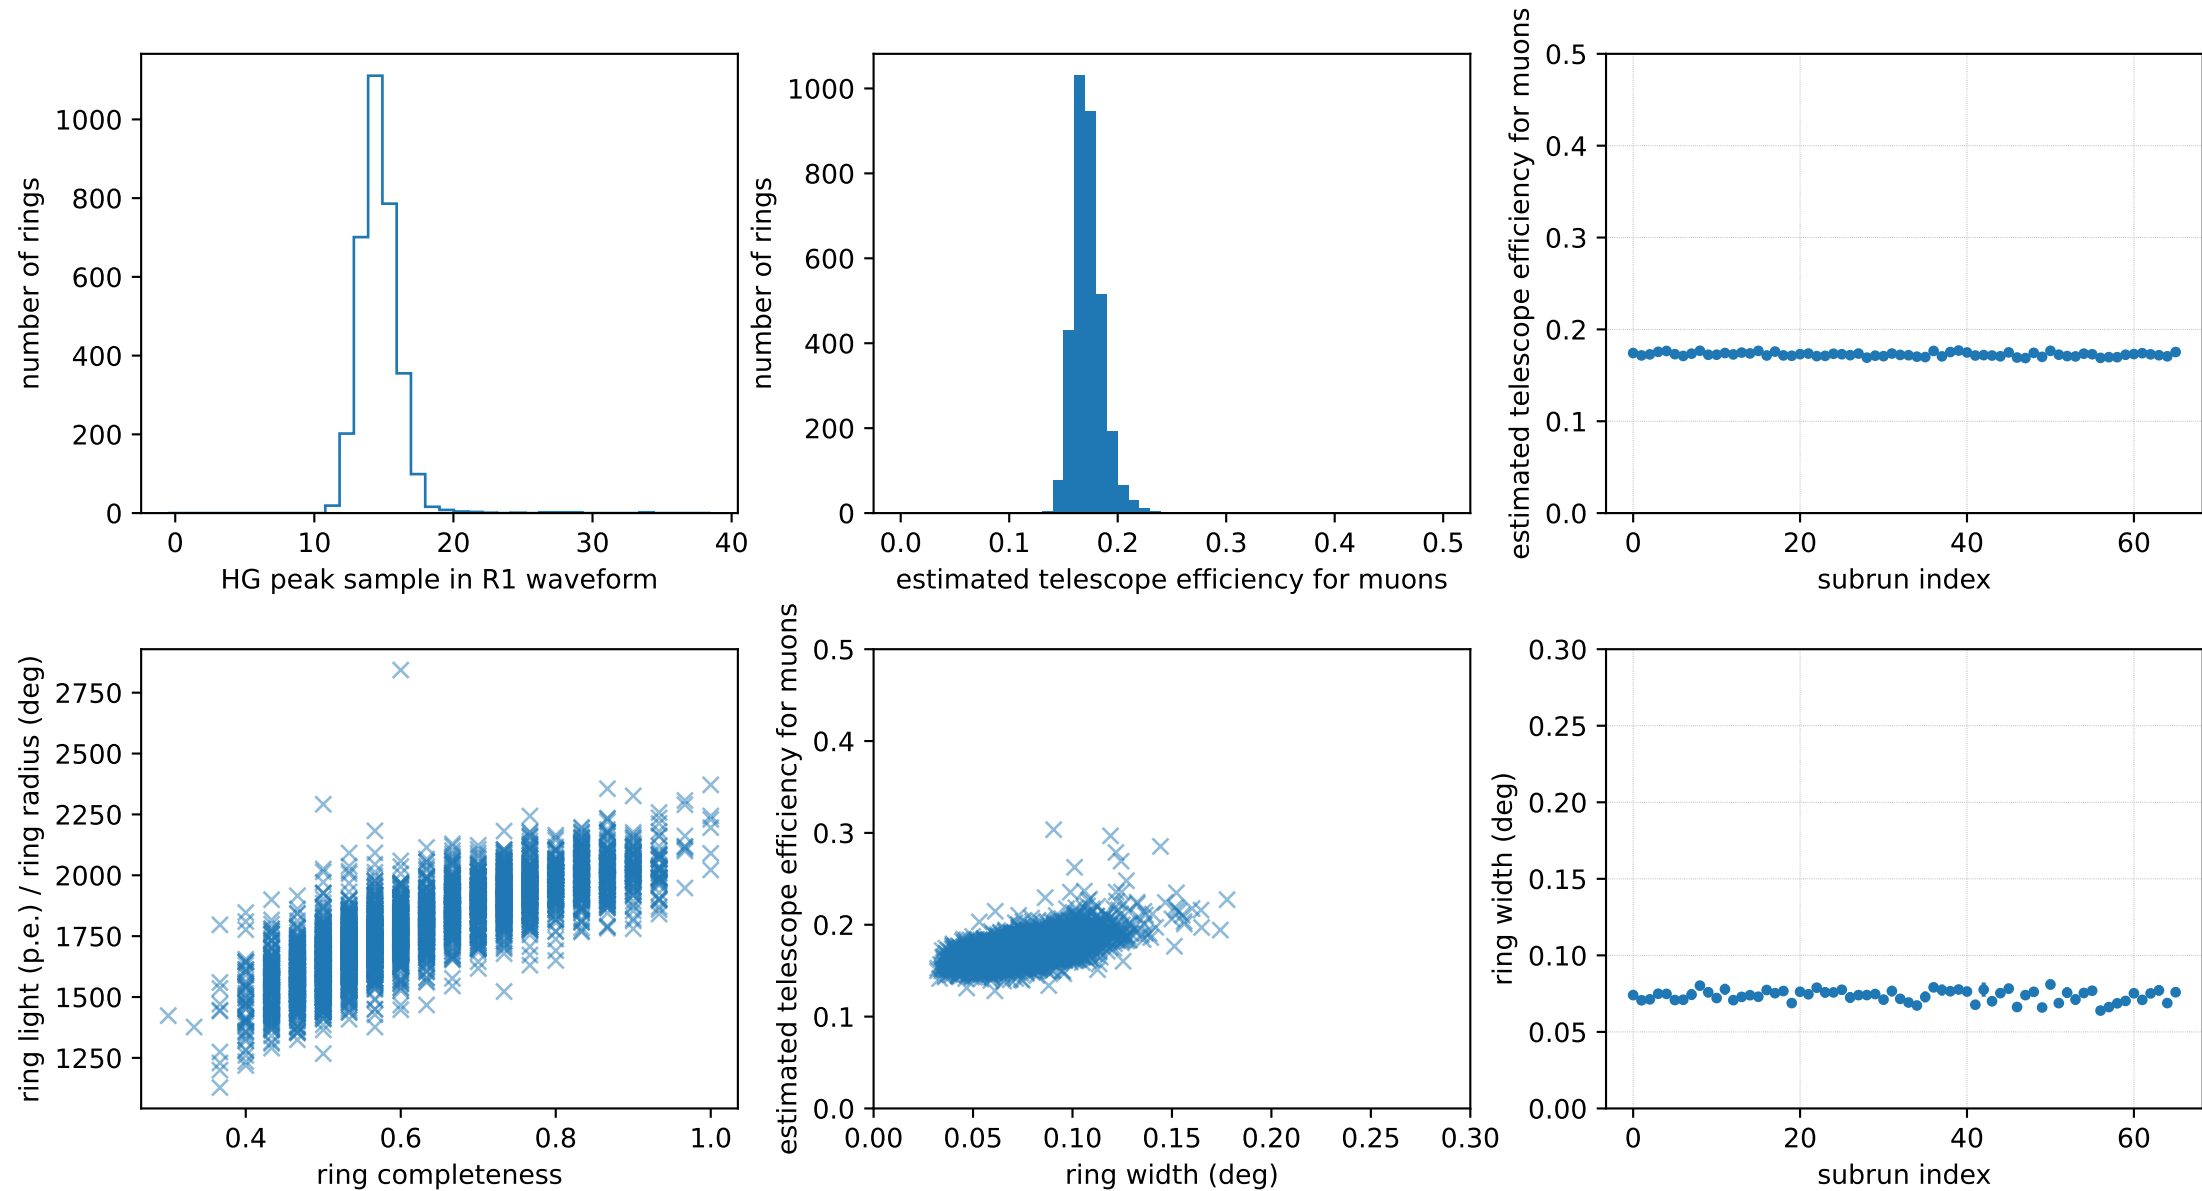 number of rings
1000
800
600
400
200
0
0 10 20 30 40
HG peak sample in R1 waveform
number of rings
1000
800
600
400
200
0
0.0 0.1 0.2 0.3 0.4 0.5
estimated telescope efficiency for muons
estimated telescope efficiency for muons
0.5
0.4
0.3
0.2
0.1
0.0
0 20 40 60
subrun index
ring light (p.e.) / ring radius (deg)
2750
2500
2250
2000
1750
1500
1250
0.4 0.6 0.8 1.0
ring completeness
estimated telescope efficiency for muons
0.5
0.4
0.3
0.2
0.1
0.0
0.00 0.05 0.10 0.15 0.20 0.25 0.30
ring width (deg)
ring width (deg)
0.30
0.25
0.20
0.15
0.10
0.05
0.00
0 20 40 60
subrun index